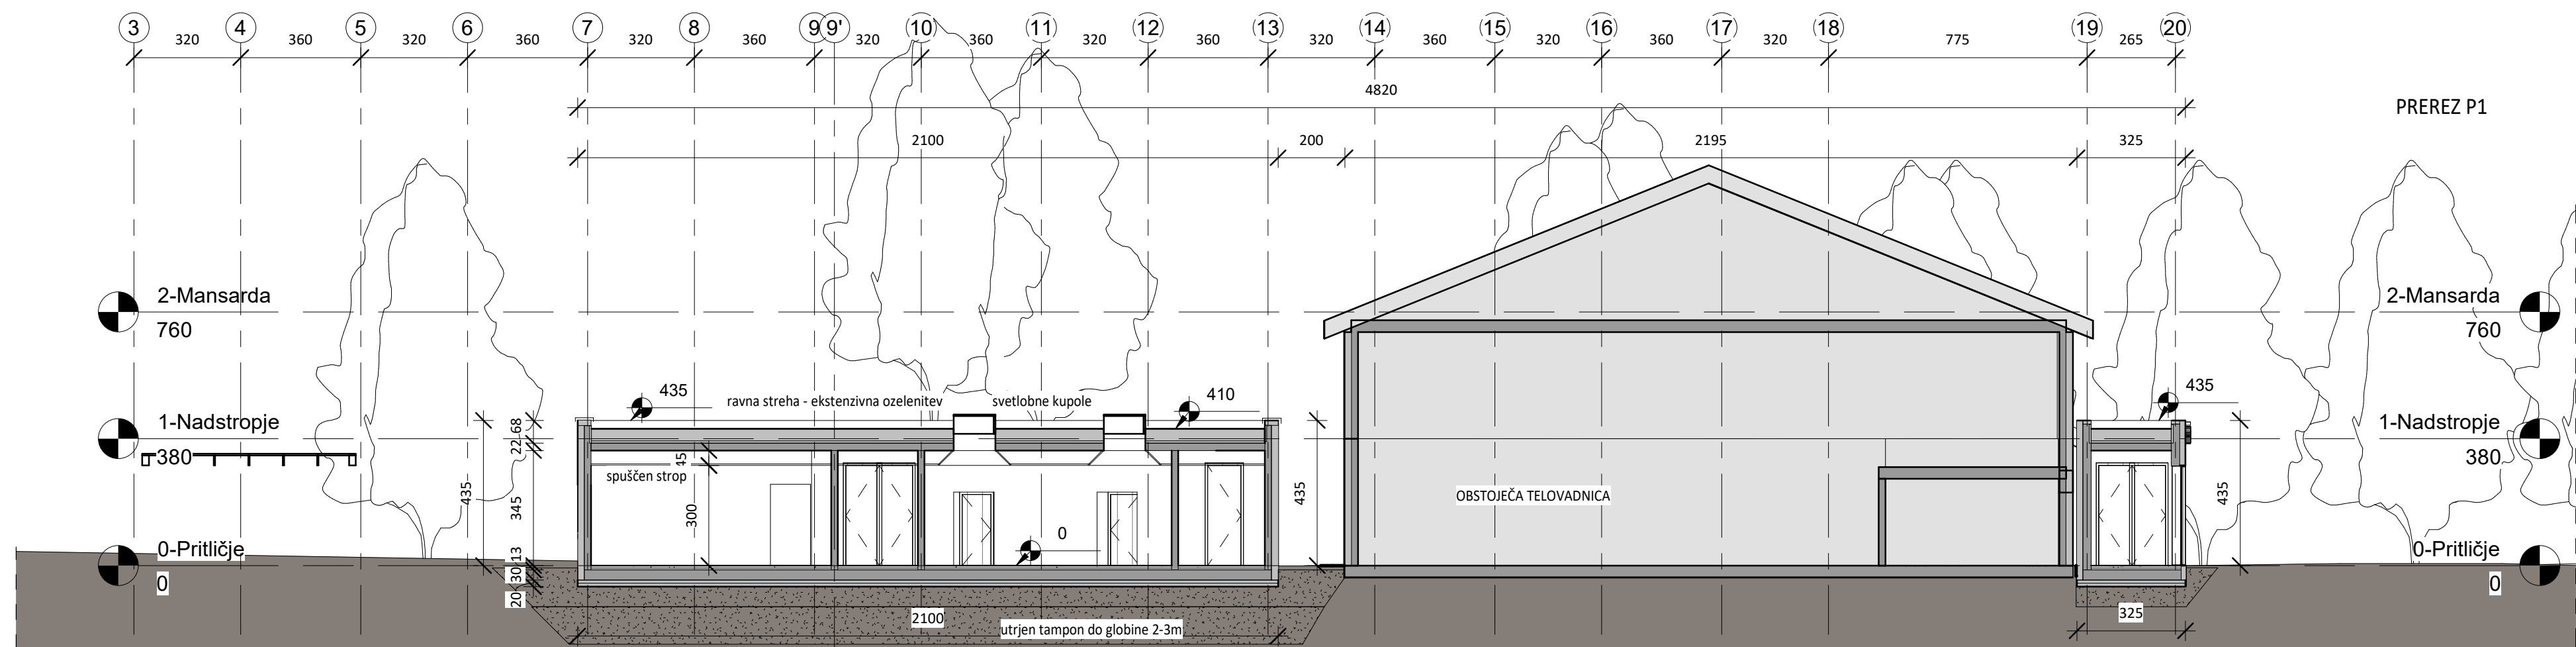 3 4 5 6 7 8 9 9' 10 11 12 13 14 15 16 17 18 19 20
320 360 320 360 320 360 320 360 320 360 320 360 320 360 320 775 265
4820
PREREZ P1
2100 200 2195 325
2-Mansarda
760
2-Mansarda
760
435
ravna streha - ekstenzivna ozelenitev
svetlobne kupole
410
435
1-Nadstropje
380
1-Nadstropje
380
68
22
45
spuščen strop
435
345
300
435
OBSTOJEČA TELOVADNICA
435
0
13
30
20
0-Pritličje
0
0-Pritličje
0
2100
325
utrjen tampon do globine 2-3m